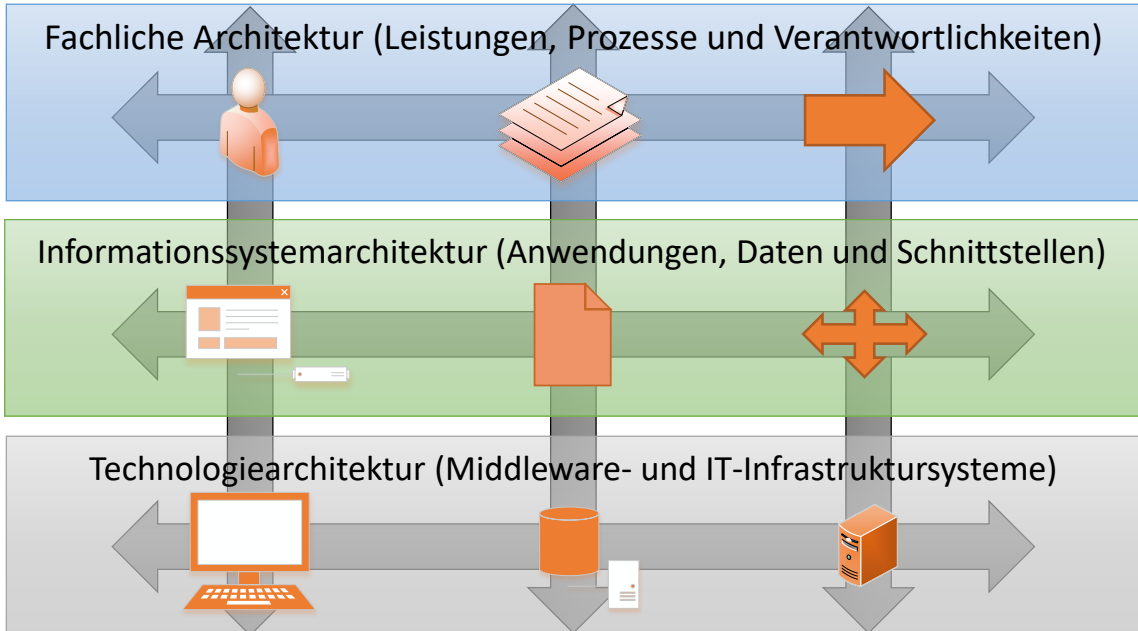 Fachliche Architektur (Leistungen, Prozesse und Verantwortlichkeiten)
Informationssystemarchitektur (Anwendungen, Daten und Schnittstellen)
Technologiearchitektur (Middleware- und IT-Infrastruktursysteme)